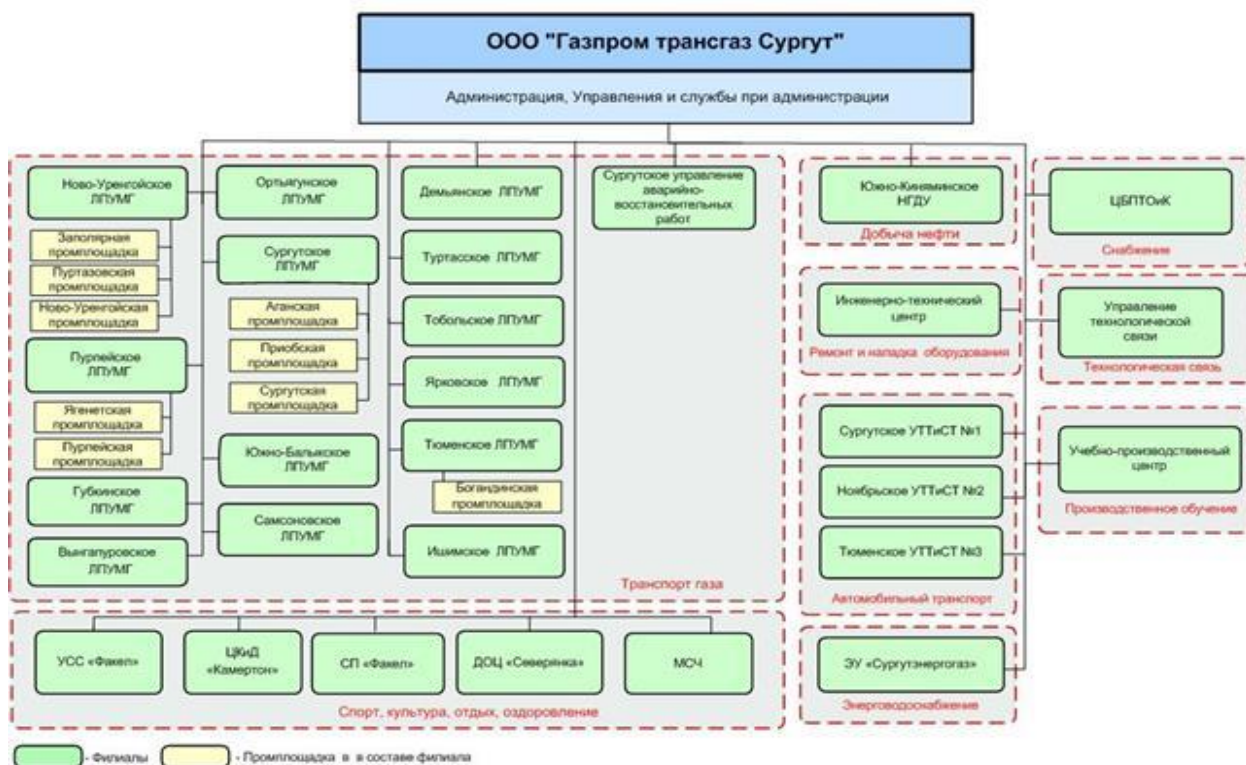 ООО "Газпром трансгаз Сургут"
Администрация, Управления и службы при администрации
Ново-Уренгойское
ЛПУМГ
Заполярная
промплощадка
Пуртазовская
промплощадка
Ново-Уренгойская
промплощадка
Пурпейское
ЛПУМГ
Ягенетская
промплощадка
Пурпейская
промплощадка
Губкинское
ЛПУМГ
Вынгапуровское
ЛПУМГ
Ортьягунское
ЛПУМГ
Сургутское
ЛПУМГ
Аганская
промплощадка
Приобская
промплощадка
Сургутская
промплощадка
Южно-Балыкское
ЛПУМГ
Самсоновское
ЛПУМГ
Демьянское ЛПУМГ
Туртасское ЛПУМГ
Тобольское ЛПУМГ
Ярковское ЛПУМГ
Тюменское ЛПУМГ
Богандинская
промплощадка
Ишимское ЛПУМГ
Сургутское управление
аварийно-
восстановительных
работ
Транспорт газа
Южно-Киняминское
НГДУ
Добыча нефти
Инженерно-технический
центр
Ремонт и наладка оборудования
Сургутское УТТиСТ №1
Ноябрьское УТТиСТ №2
Тюменское УТТиСТ №3
Автомобильный транспорт
ЭУ «Сургутэнергогаз»
Энерговодоснабжение
ЦБПТОиК
Снабжение
Управление
технологической
связи
Технологическая связь
Учебно-производственный
центр
Производственное обучение
УСС «Факел»
ЦКиД
«Камертон»
СП «Факел»
ДОЦ «Северянка»
МСЧ
Спорт, культура, отдых, оздоровление
- Филиалы
- Промплощадка в в составе филиала